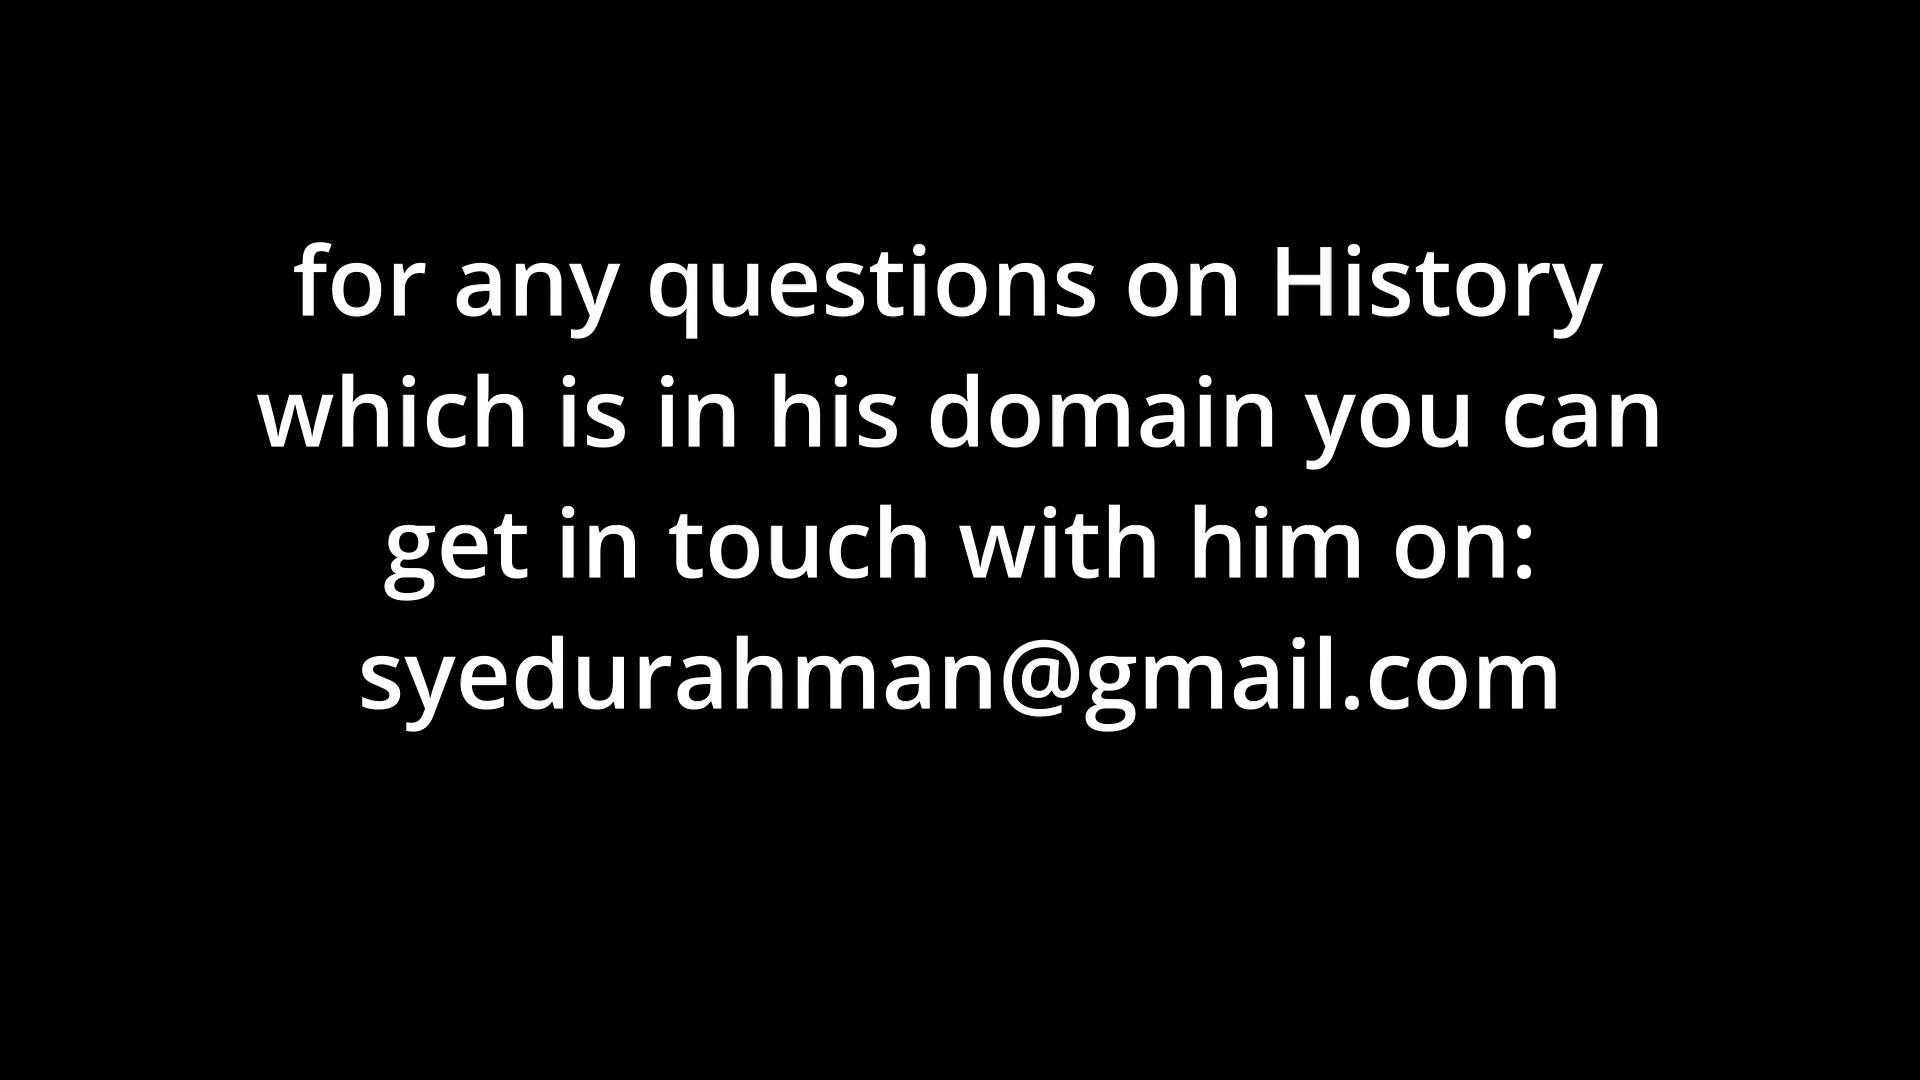 for any questions on History
which is in his domain you can
get in touch with him on:
syedurahman@gmail.com